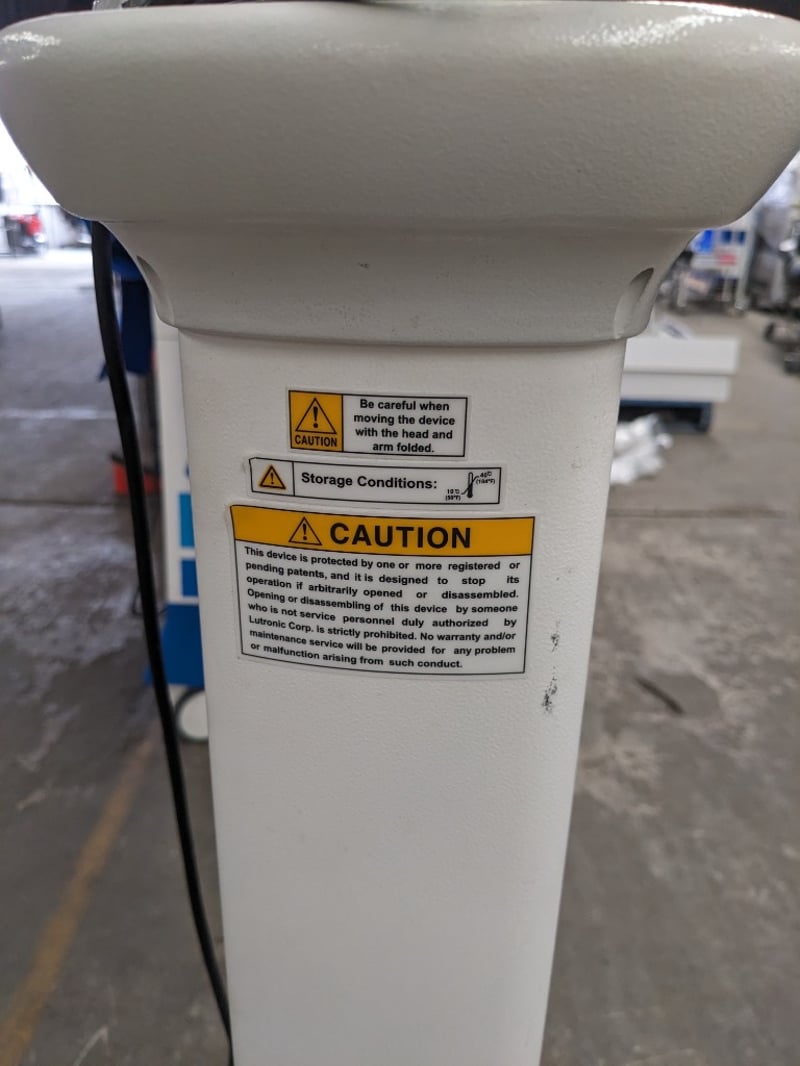 Be careful when
moving the device
with the head and
arm folded.
CAUTION
Storage Conditions:
40℃
(104°F)
10℃
(50°F)
CAUTION
This device is protected by one or more registered or
pending patents, and it is designed to stop its
operation if arbitrarily opened or disassembled.
Opening or disassembling of this device by someone
who is not service personnel duly authorized by
Lutronic Corp. is strictly prohibited. No warranty and/or
maintenance service will be provided for any problem
or malfunction arising from such conduct.